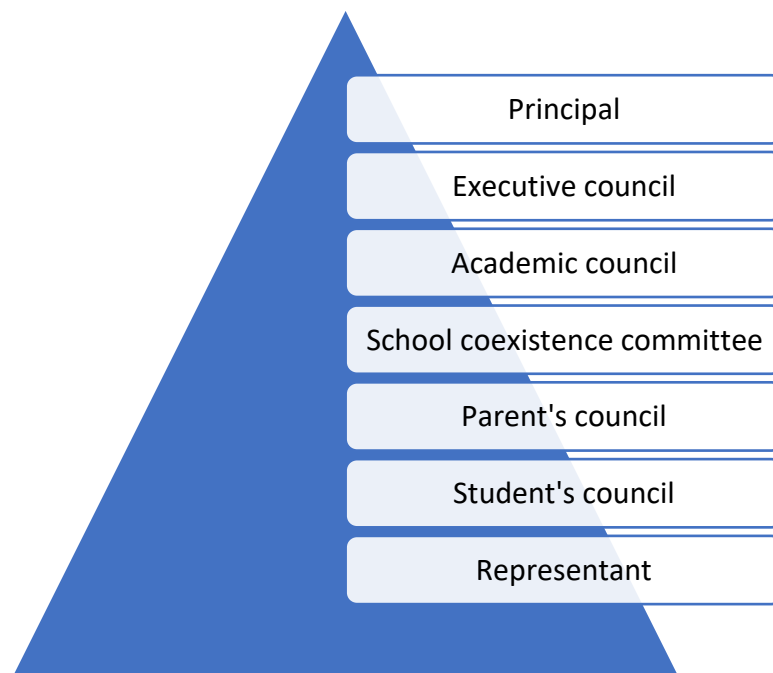 Principal
Executive council
Academic council
School coexistence committee
Parent's council
Student's council
Representant